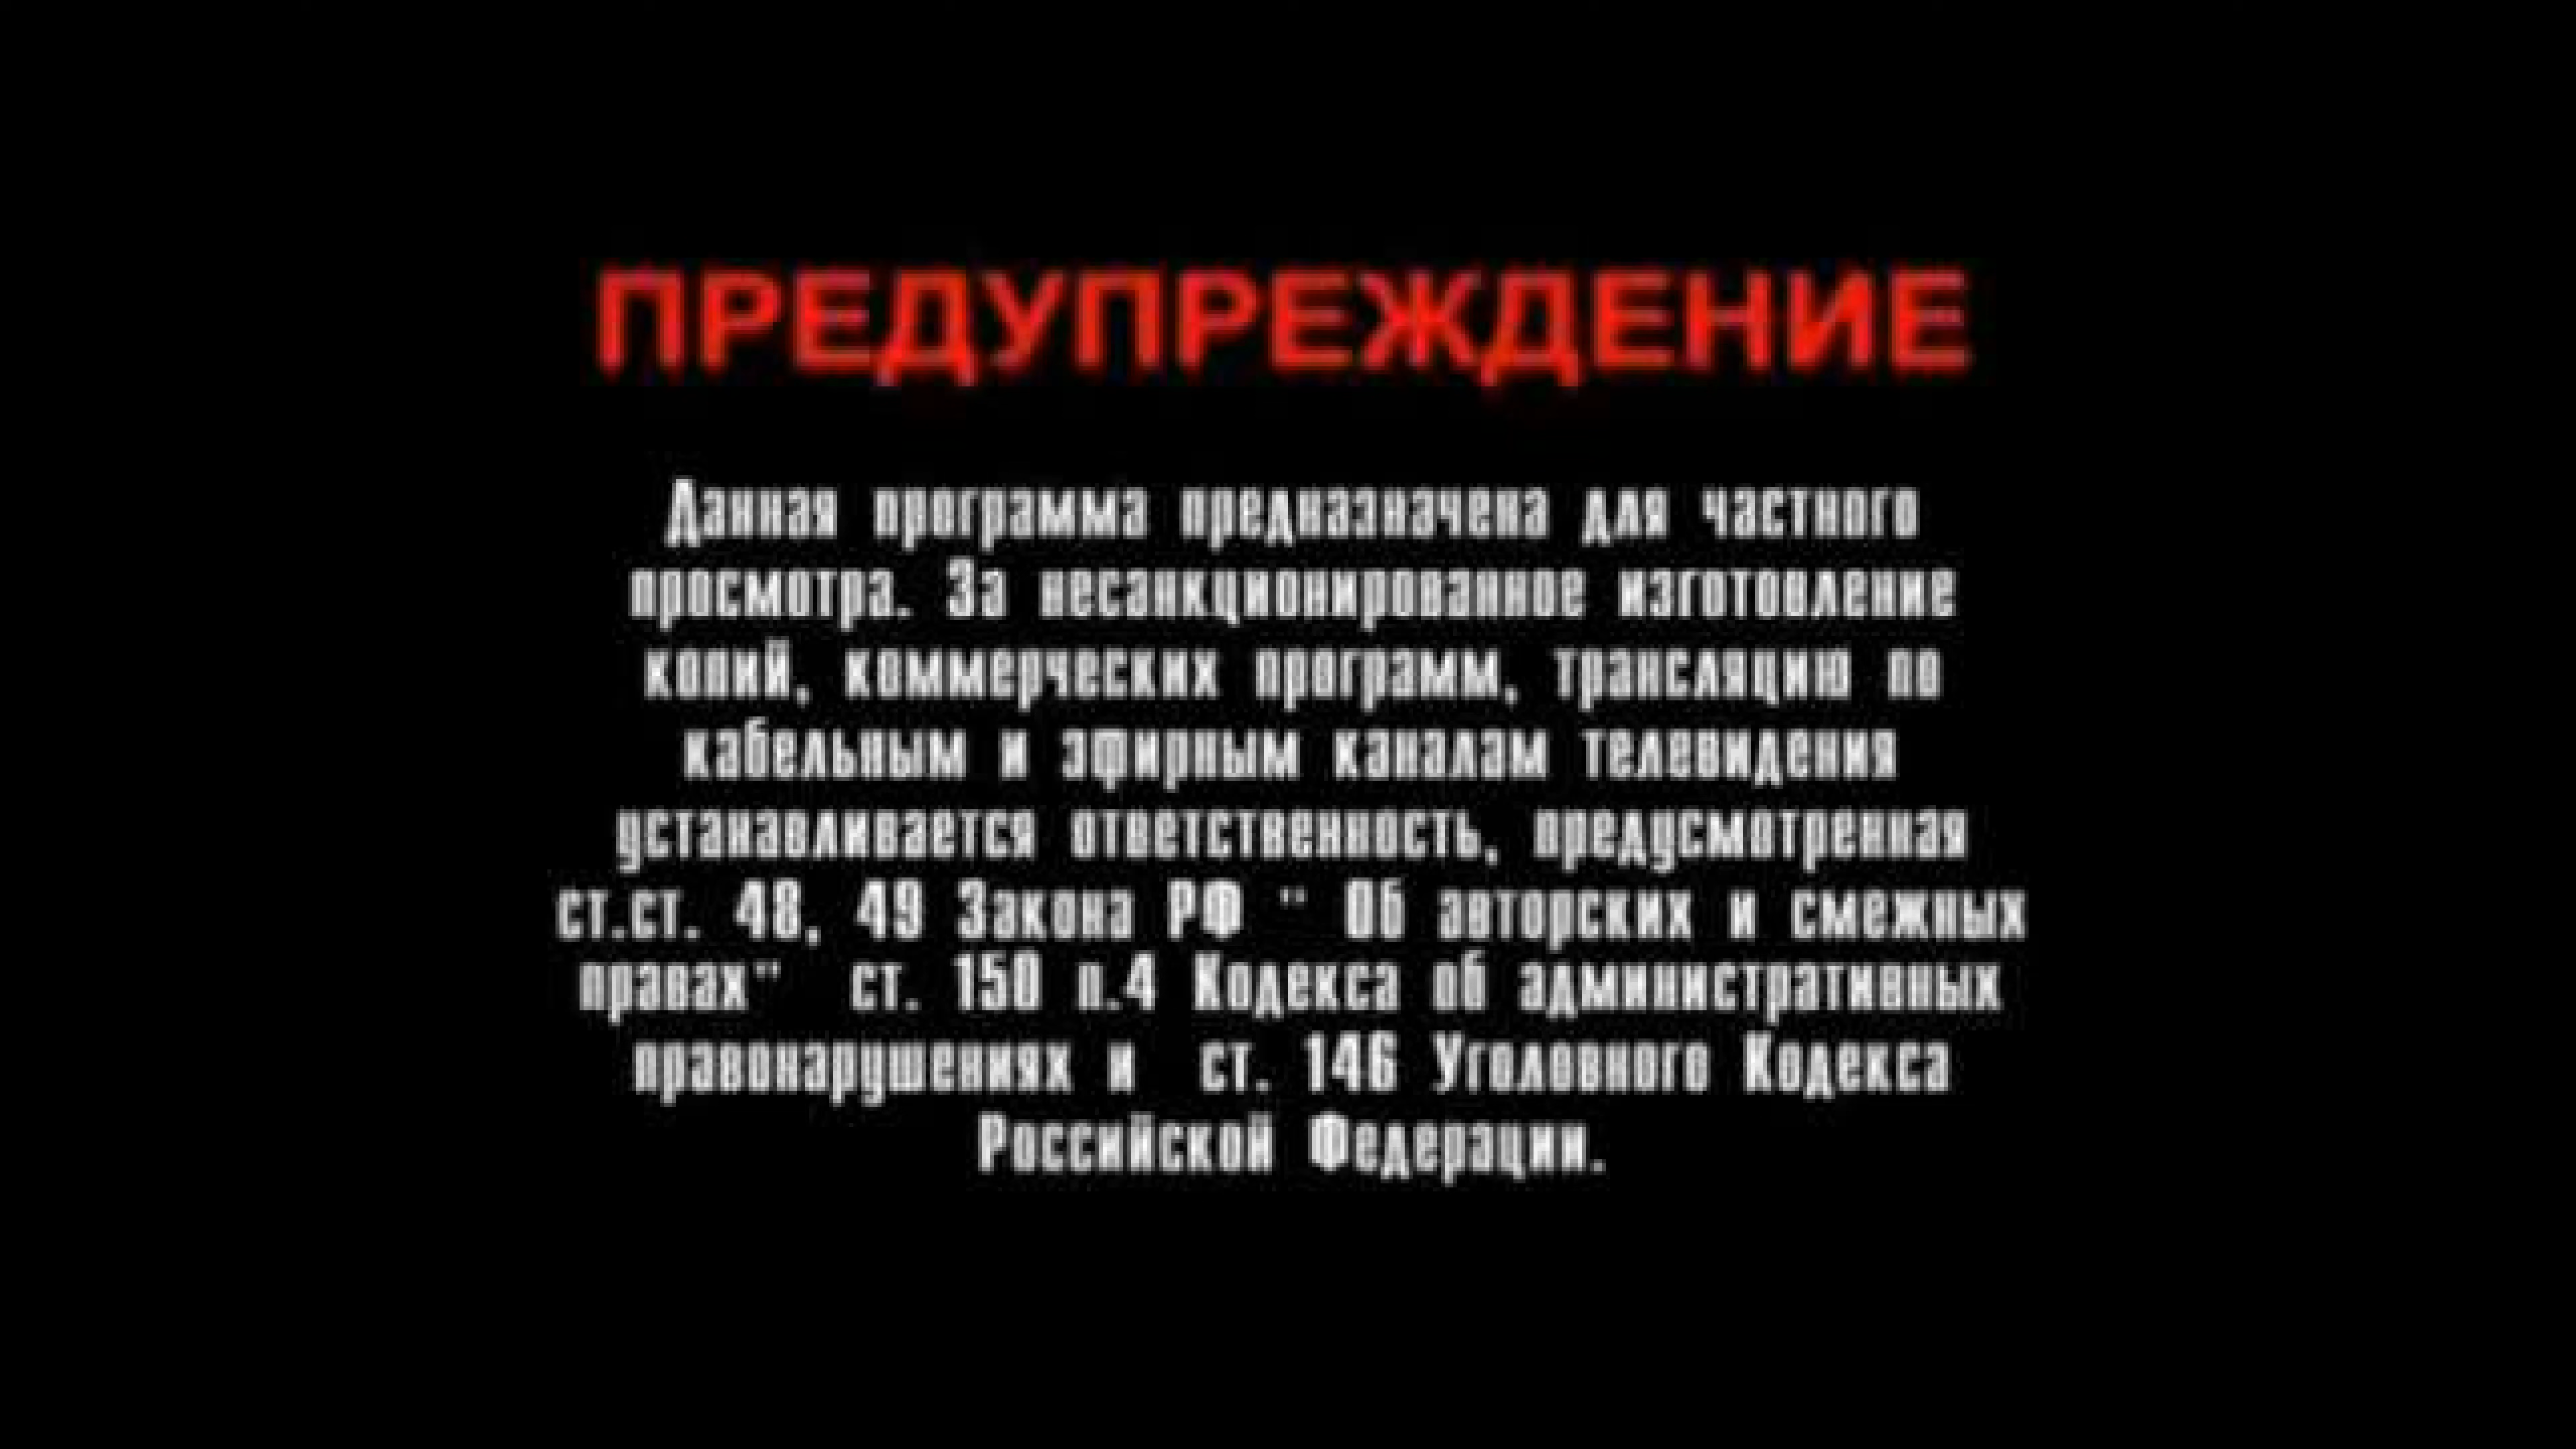 ПРЕДУПРЕЖДЕНИЕ
Данная программа предназначена для частного
просмотра. За несанкционированное изготовление
копий, коммерческих программ, трансляцию по
кабельным и эфирным каналам телевидения
устанавливается ответственность, предусмотренная
ст.ст. 48, 49 Закона РФ " Об авторских и смежных
правах" ст. 150 п.4 Кодекса об административных
правонарушениях и ст. 146 Уголовного Кодекса
Российской Федерации.